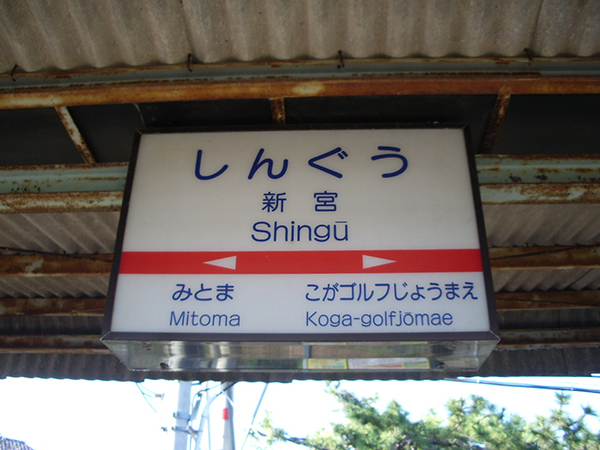 しんぐう
新宮
Shingū
みとま こがゴルフじょうまえ
Mitoma Koga-golfjōmae